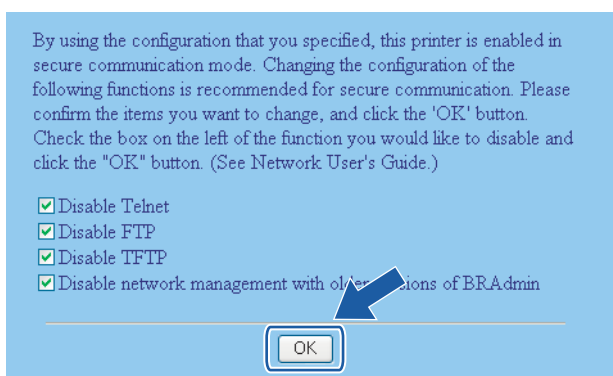 By using the configuration that you specified, this printer is enabled in
secure communication mode. Changing the configuration of the
following functions is recommended for secure communication. Please
confirm the items you want to change, and click the 'OK' button.
Check the box on the left of the function you would like to disable and
click the "OK" button. (See Network User's Guide.)
Disable Telnet
Disable FTP
Disable TFTP
Disable network management with older versions of BRAdmin
OK